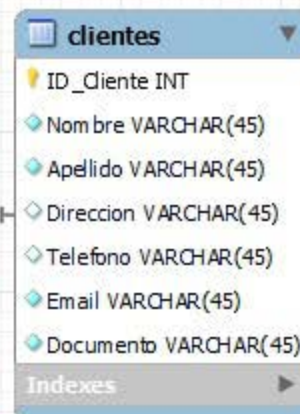 clientes
ID_Cliente INT
Nombre VARCHAR(45)
Apellido VARCHAR(45)
Direccion VARCHAR(45)
Telefono VARCHAR(45)
Email VARCHAR(45)
Documento VARCHAR(45)
Indexes